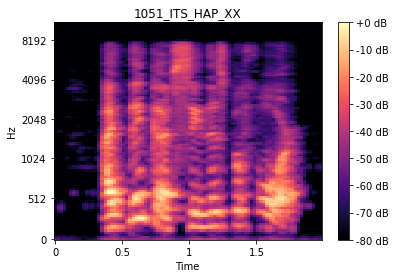 1051_ITS_HAP_XX
+0 dB
8192
-10 dB
4096
-20 dB
-30 dB
2048
Hz
-40 dB
1024
-50 dB
512
-60 dB
-70 dB
0
-80 dB
0 0.5 1 1.5
Time